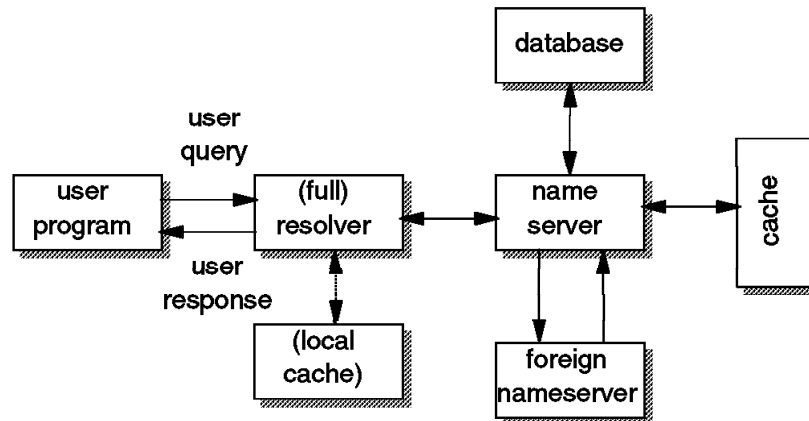 database
user
query
user
program
(full)
resolver
name
server
cache
user
response
(local
cache)
foreign
nameserver